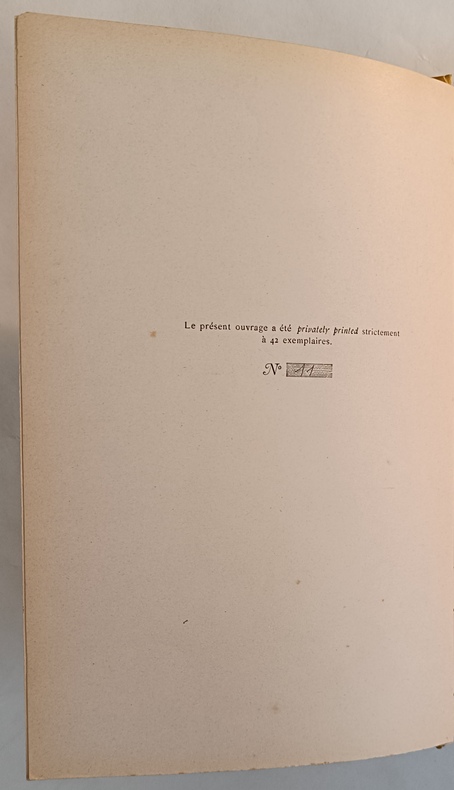 Le présent ouvrage a été privately printed strictement
à 42 exemplaires.
Nº 11